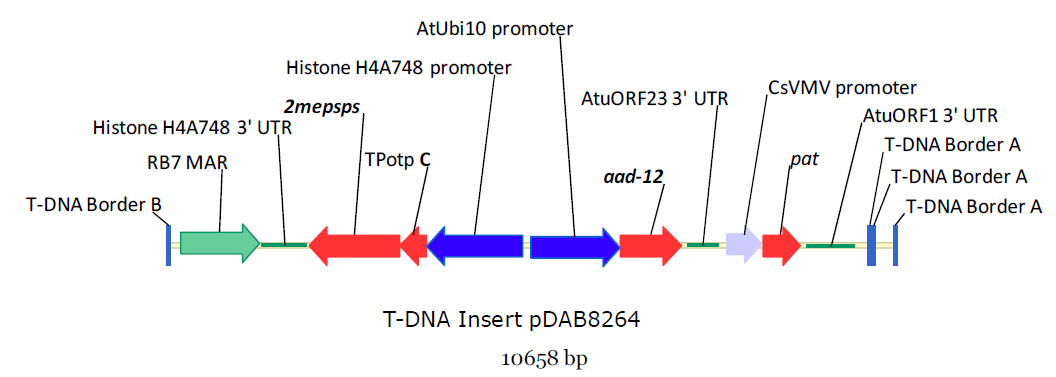 AtUbi10 promoter
Histone H4A748 promoter
CsVMV promoter
2mepsps
AtuORF23 3' UTR
AtuORF1 3' UTR
Histone H4A748 3' UTR
T-DNA Border A
RB7 MAR
TPotp C
pat
aad-12
T-DNA Border A
T-DNA Border B
T-DNA Border A
T-DNA Insert pDAB8264
10658 bp